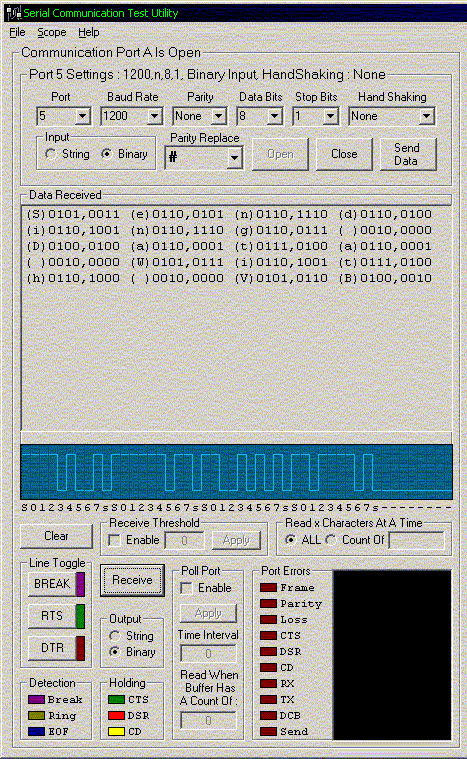 Serial Communication Test Utility
File Scope Help
Communication Port A Is Open
Port 5 Settings : 1200,n,8,1, Binary Input, HandShaking : None
Port Baud Rate Parity Data Bits Stop Bits Hand Shaking
5 1200 None 8 1 None
Input Parity Replace
String Binary # Open Close Send Data
Data Received
(S)0101,0011 (e)0110,0101 (n)0110,1110 (d)0110,0100
(i)0110,1001 (n)0110,1110 (g)0110,0111 ( )0010,0000
(D)0100,0100 (a)0110,0001 (t)0111,0100 (a)0110,0001
( )0010,0000 (W)0101,0111 (i)0110,1001 (t)0111,0100
(h)0110,1000 ( )0010,0000 (V)0101,0110 (B)0100,0010
S01234567sS01234567sS01234567sS01234567s--------
Clear
Receive Threshold
Enable 0 Apply
Read x Characters At A Time
ALL Count Of
Line Toggle
BREAK
RTS
DTR
Receive
Output
String
Binary
Poll Port
Enable
Apply
Time Interval
0
Read When
Buffer Has
A Count Of :
0
Port Errors
Frame
Parity
Loss
CTS
DSR
CD
RX
TX
DCB
Send
Detection
Break
Ring
EOF
Holding
CTS
DSR
CD